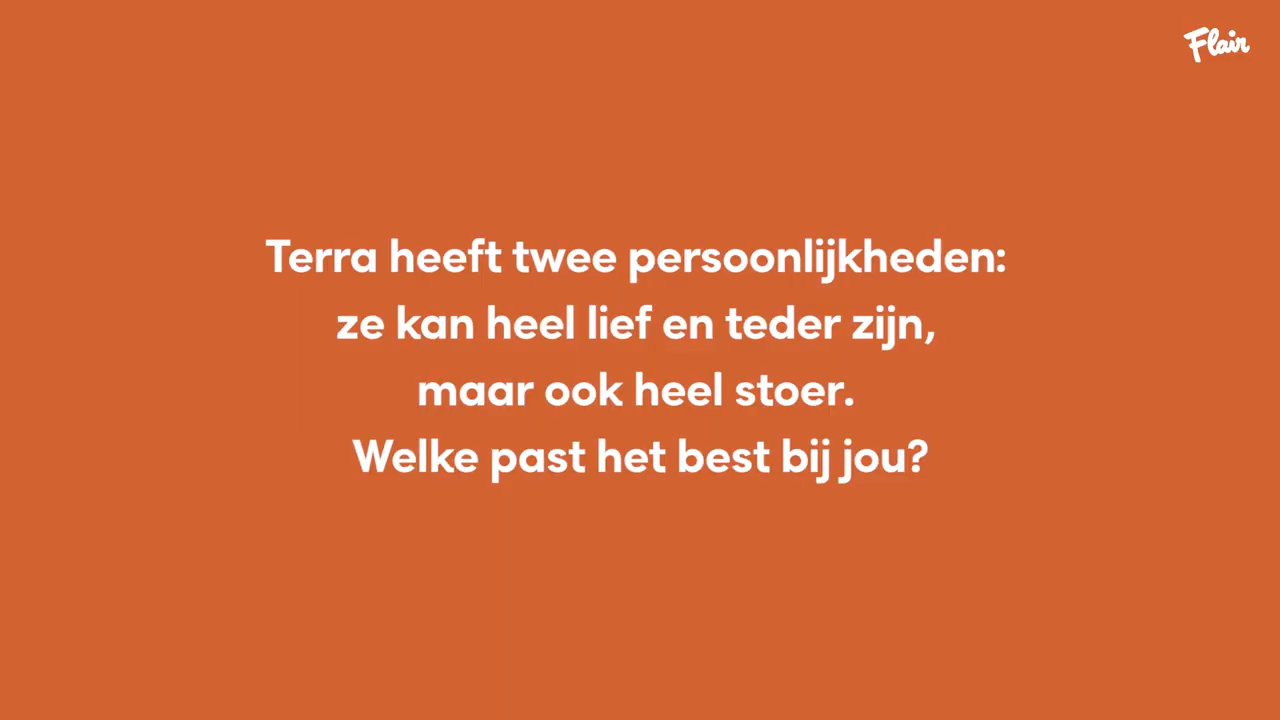 Flair
Terra heeft twee persoonlijkheden:
ze kan heel lief en teder zijn,
maar ook heel stoer.
Welke past het best bij jou?